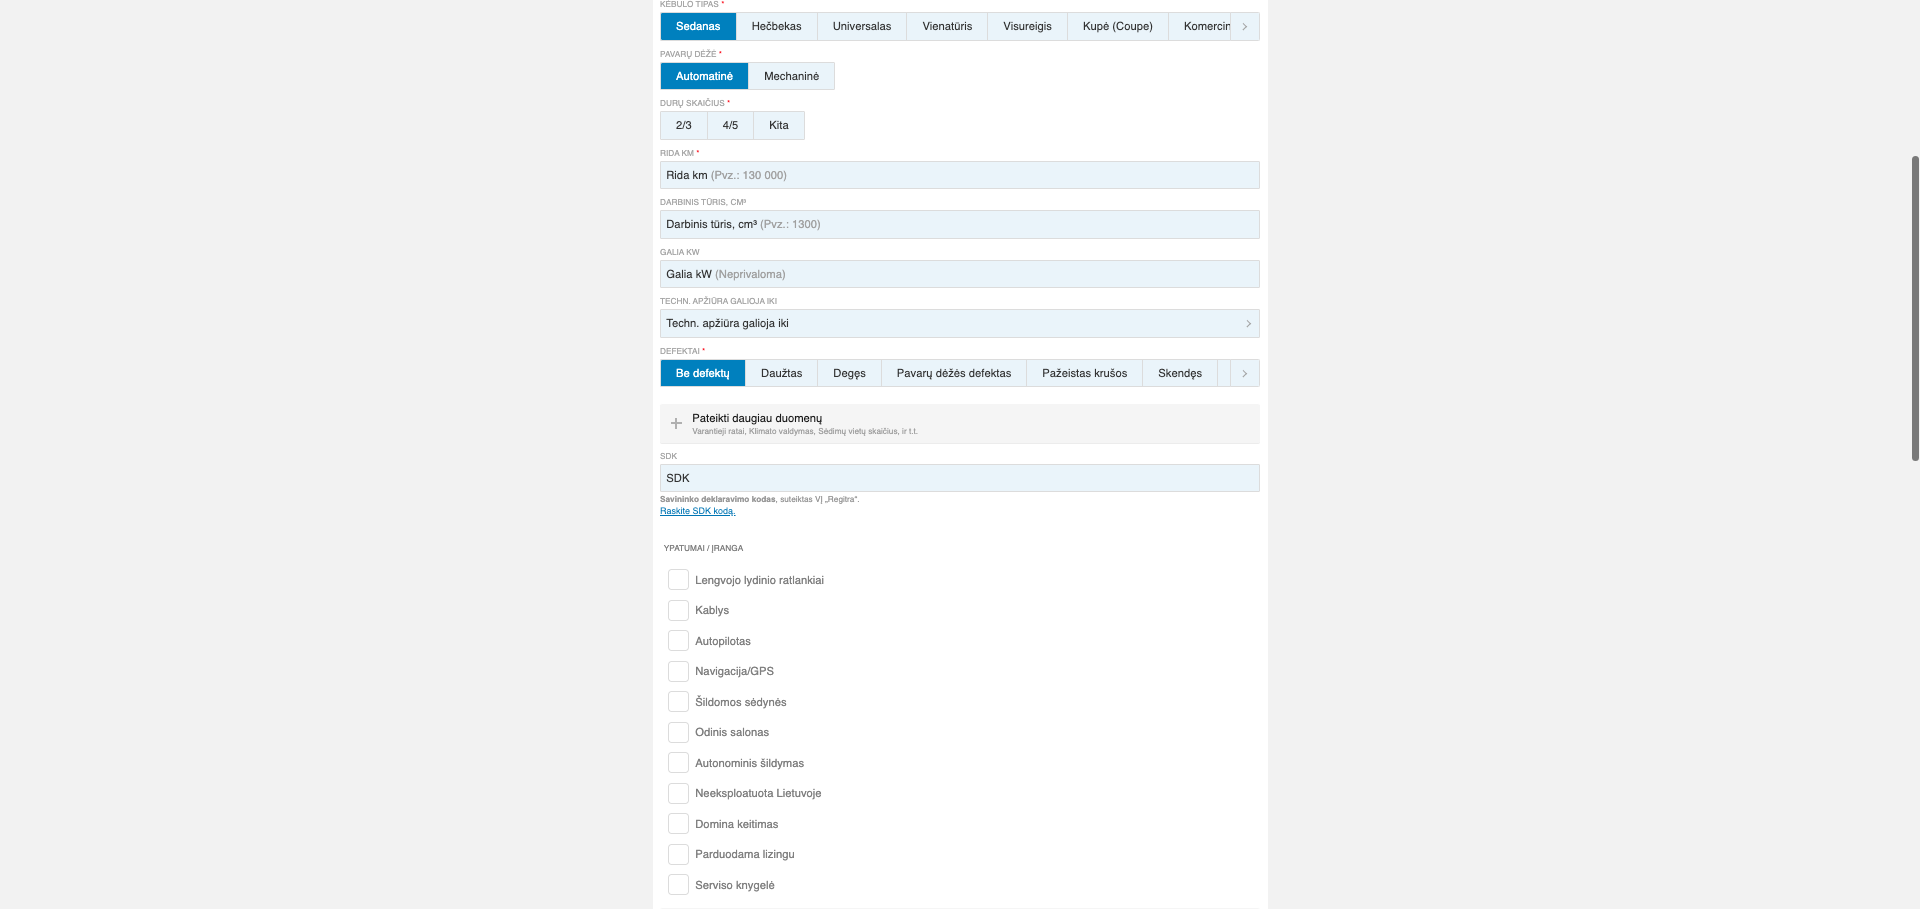 KĖBULO TIPAS *
Sedanas Hečbekas Universalas Vienatūris Visureigis Kupė (Coupe) Komercin
PAVARŲ DĖŽĖ *
Automatinė Mechaninė
DURŲ SKAIČIUS *
2/3 4/5 Kita
RIDA KM *
Rida km (Pvz.: 130 000)
DARBINIS TŪRIS, CM³
Darbinis tūris, cm³ (Pvz.: 1300)
GALIA KW
Galia kW (Neprivaloma)
TECHN. APŽIŪRA GALIOJA IKI
Techn. apžiūra galioja iki
DEFEKTAI *
Be defektų Daužtas Degęs Pavarų dėžės defektas Pažeistas krušos Skendęs
Pateikti daugiau duomenų
Varantieji ratai, Klimato valdymas, Sėdimų vietų skaičius, ir t.t.
SDK
SDK
Savininko deklaravimo kodas, suteiktas VĮ „Regitra“.
Raskite SDK kodą.
YPATUMAI / ĮRANGA
Lengvojo lydinio ratlankiai
Kablys
Autopilotas
Navigacija/GPS
Šildomos sėdynės
Odinis salonas
Autonominis šildymas
Neeksploatuota Lietuvoje
Domina keitimas
Parduodama lizingu
Serviso knygelė